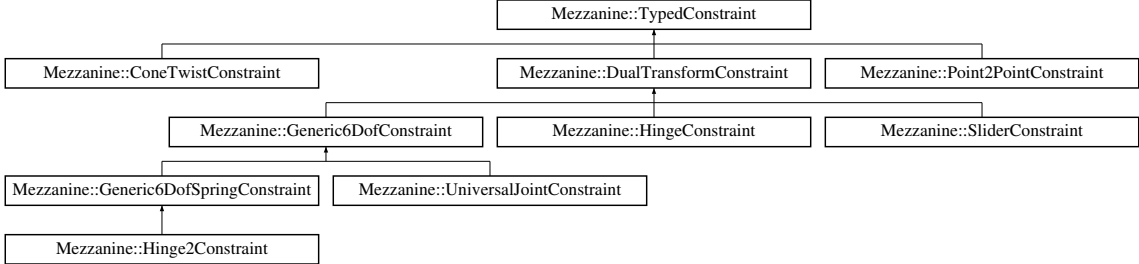 Mezzanine::TypedConstraint
Mezzanine::ConeTwistConstraint
Mezzanine::DualTransformConstraint
Mezzanine::Point2PointConstraint
Mezzanine::Generic6DofConstraint
Mezzanine::HingeConstraint
Mezzanine::SliderConstraint
Mezzanine::Generic6DofSpringConstraint
Mezzanine::UniversalJointConstraint
Mezzanine::Hinge2Constraint